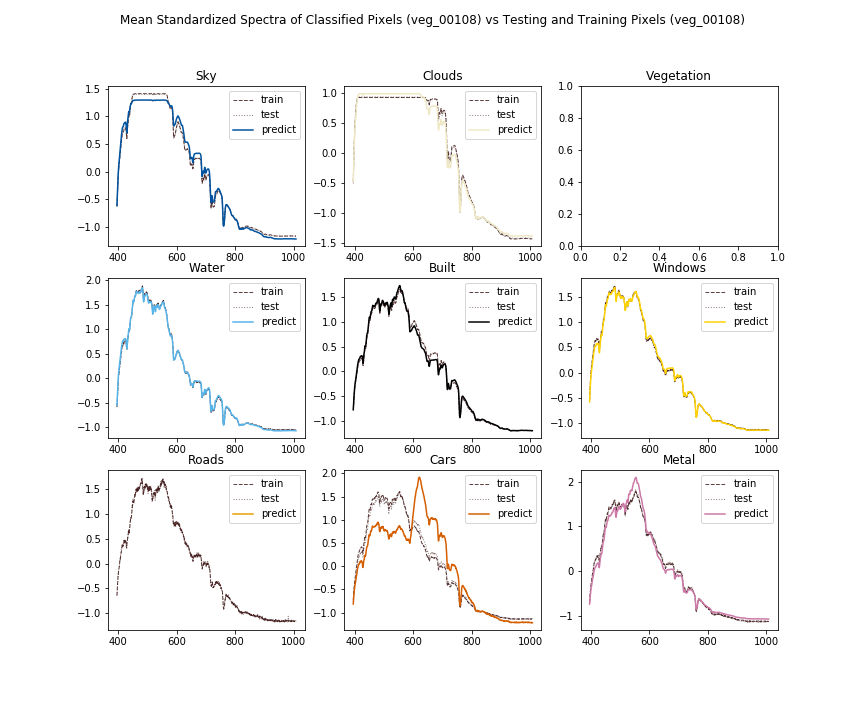 Mean Standardized Spectra of Classified Pixels (veg_00108) vs Testing and Training Pixels (veg_00108)
Sky
Clouds
Vegetation
1.5
1.0
0.5
0.0
−0.5
−1.0
train
test
predict
400
600
800
1000
1.0
0.5
0.0
−0.5
−1.0
−1.5
train
test
predict
400
600
800
1000
1.0
0.8
0.6
0.4
0.2
0.0
0.0
0.2
0.4
0.6
0.8
1.0
Water
Built
Windows
2.0
1.5
1.0
0.5
0.0
−0.5
−1.0
train
test
predict
400
600
800
1000
1.5
1.0
0.5
0.0
−0.5
−1.0
train
test
predict
400
600
800
1000
1.5
1.0
0.5
0.0
−0.5
−1.0
train
test
predict
400
600
800
1000
Roads
Cars
Metal
1.5
1.0
0.5
0.0
−0.5
−1.0
train
test
predict
400
600
800
1000
2.0
1.5
1.0
0.5
0.0
−0.5
−1.0
train
test
predict
400
600
800
1000
2
1
0
−1
train
test
predict
400
600
800
1000